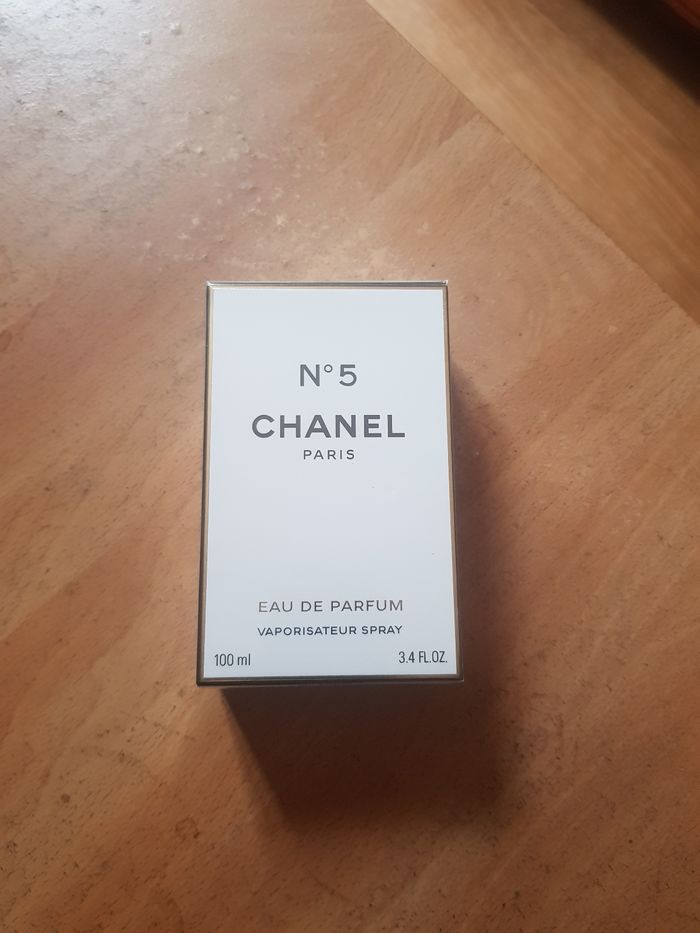 N°5
CHANEL
PARIS
EAU DE PARFUM
VAPORISATEUR SPRAY
100 ml 3.4 FL.OZ.